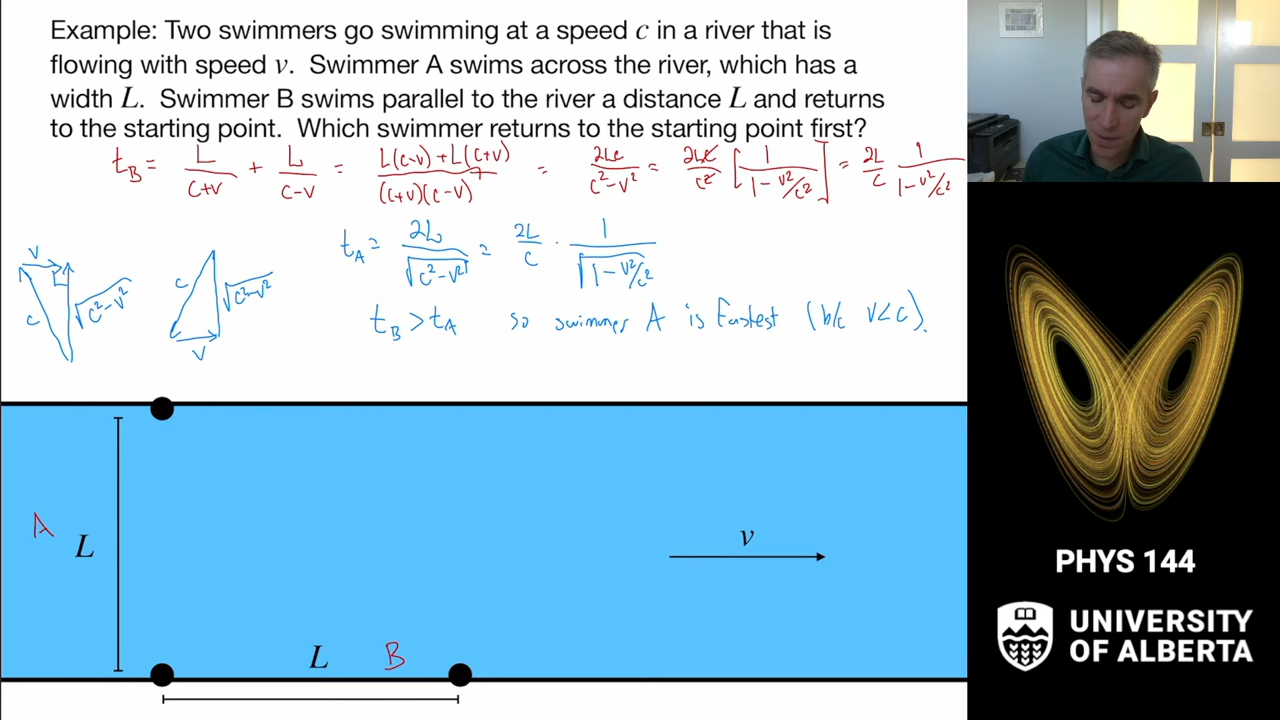 Example: Two swimmers go swimming at a speed c in a river that is
flowing with speed v. Swimmer A swims across the river, which has a
width L. Swimmer B swims parallel to the river a distance L and returns
to the starting point. Which swimmer returns to the starting point first?
t_B = L/(c+v) + L/(c-v) = (L(c-v) + L(c+v))/((c+v)(c-v)) = 2Lc/(c²-v²) = 2Lc/c² [1/(1-v²/c²)] = 2L/c 1/(1-v²/c²)
t_A = 2L/√(c²-v²) = 2L/c · 1/√(1-v²/c²)
v
c
√(c²-v²)
c
√(c²-v²)
v
t_B > t_A so swimmer A is fastest (b/c v<c).
A
L
v
L
B
PHYS 144
UNIVERSITY
OF ALBERTA